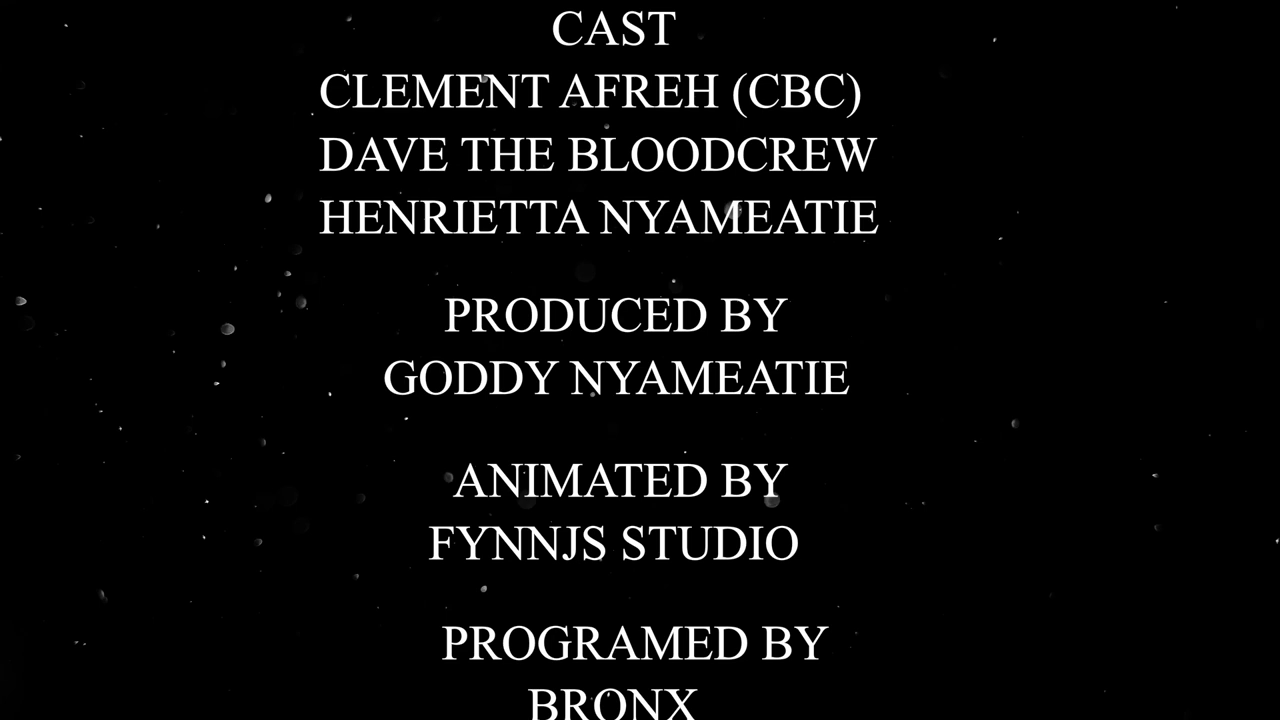 CAST
CLEMENT AFREH (CBC)
DAVE THE BLOODCREW
HENRIETTA NYAMEATIE
PRODUCED BY
GODDY NYAMEATIE
ANIMATED BY
FYNNJS STUDIO
PROGRAMED BY
BRONX